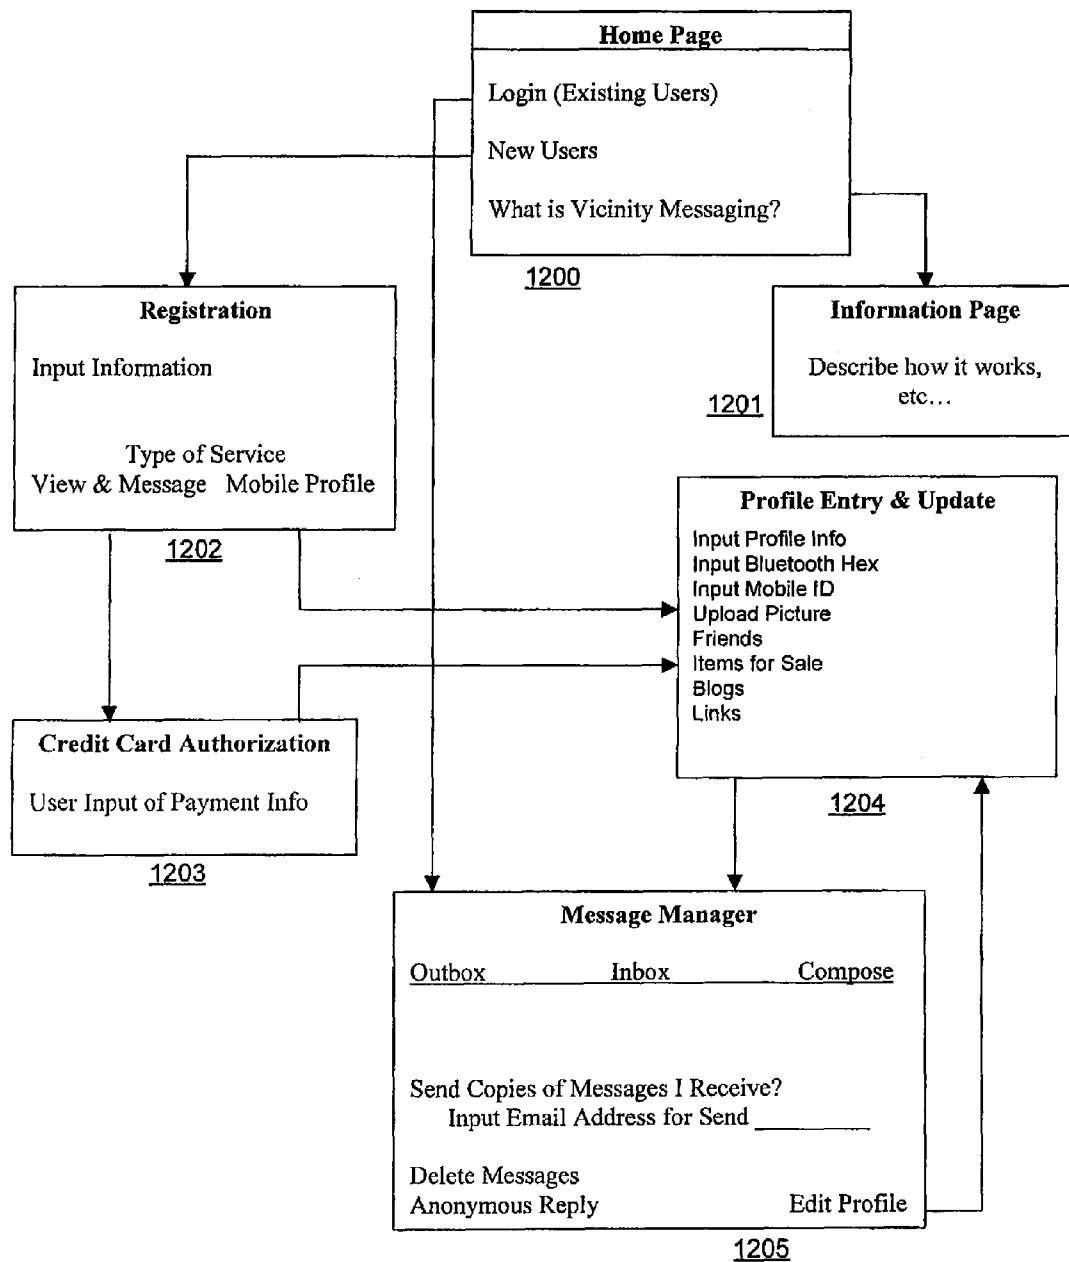 Home Page
Login (Existing Users)
New Users
What is Vicinity Messaging?
1200
Registration
Input Information
Type of Service
View & Message Mobile Profile
1202
Information Page
Describe how it works,
etc...
1201
Profile Entry & Update
Input Profile Info
Input Bluetooth Hex
Input Mobile ID
Upload Picture
Friends
Items for Sale
Blogs
Links
1204
Credit Card Authorization
User Input of Payment Info
1203
Message Manager
Outbox Inbox Compose
Send Copies of Messages I Receive?
Input Email Address for Send
Delete Messages
Anonymous Reply Edit Profile
1205